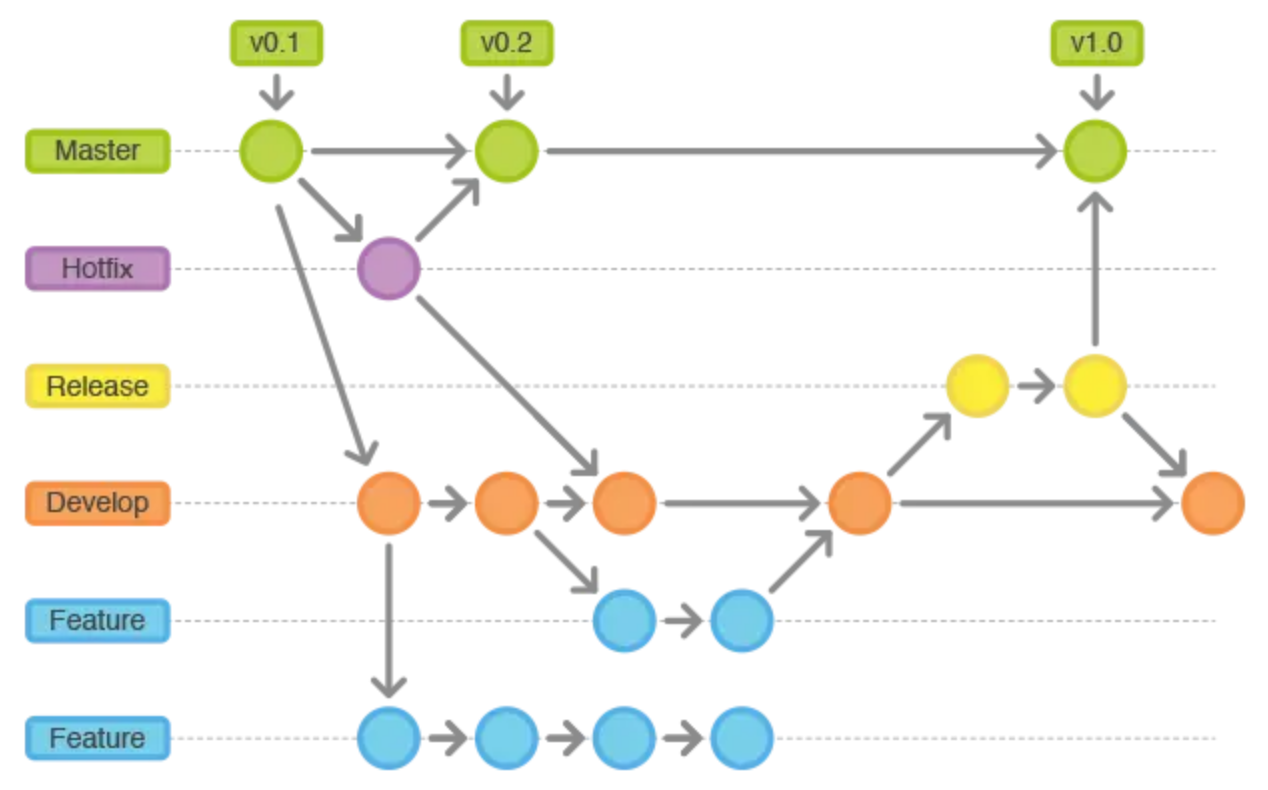 v0.1
v0.2
v1.0
Master
Hotfix
Release
Develop
Feature
Feature